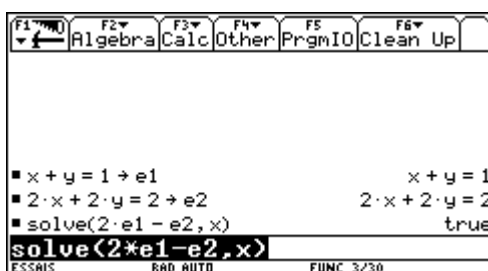 F1 F2 Algebra F3 Calc F4 Other F5 PrgmIO F6 Clean Up
x + y = 1 → e1 x + y = 1
2·x + 2·y = 2 → e2 2·x + 2·y = 2
solve(2·e1 − e2, x) true
solve(2*e1-e2,x)
ESSAIS RAD AUTO FUNC 3/30